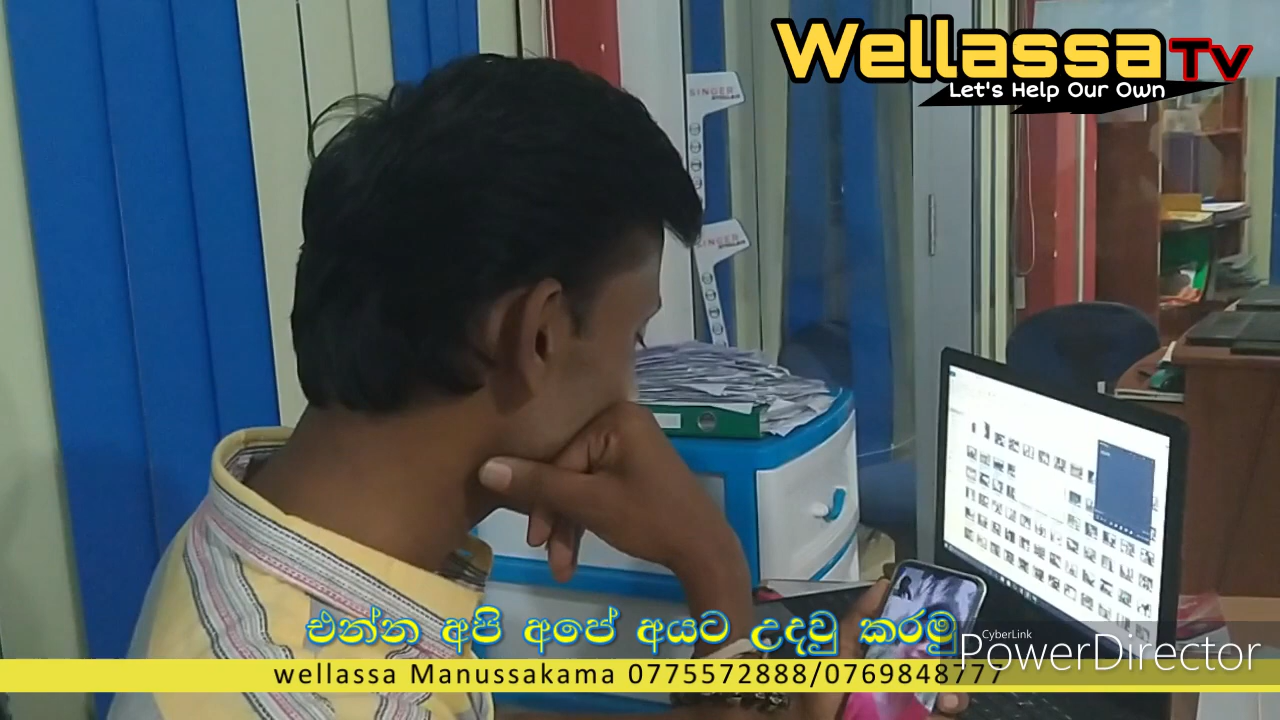 Wellassa Tv
Let's Help Our Own
SINGER
SINGER
එන්න අපි අපේ අයට උදවු කරමු
CyberLink
PowerDirector
wellassa Manussakama 0775572888/0769848777